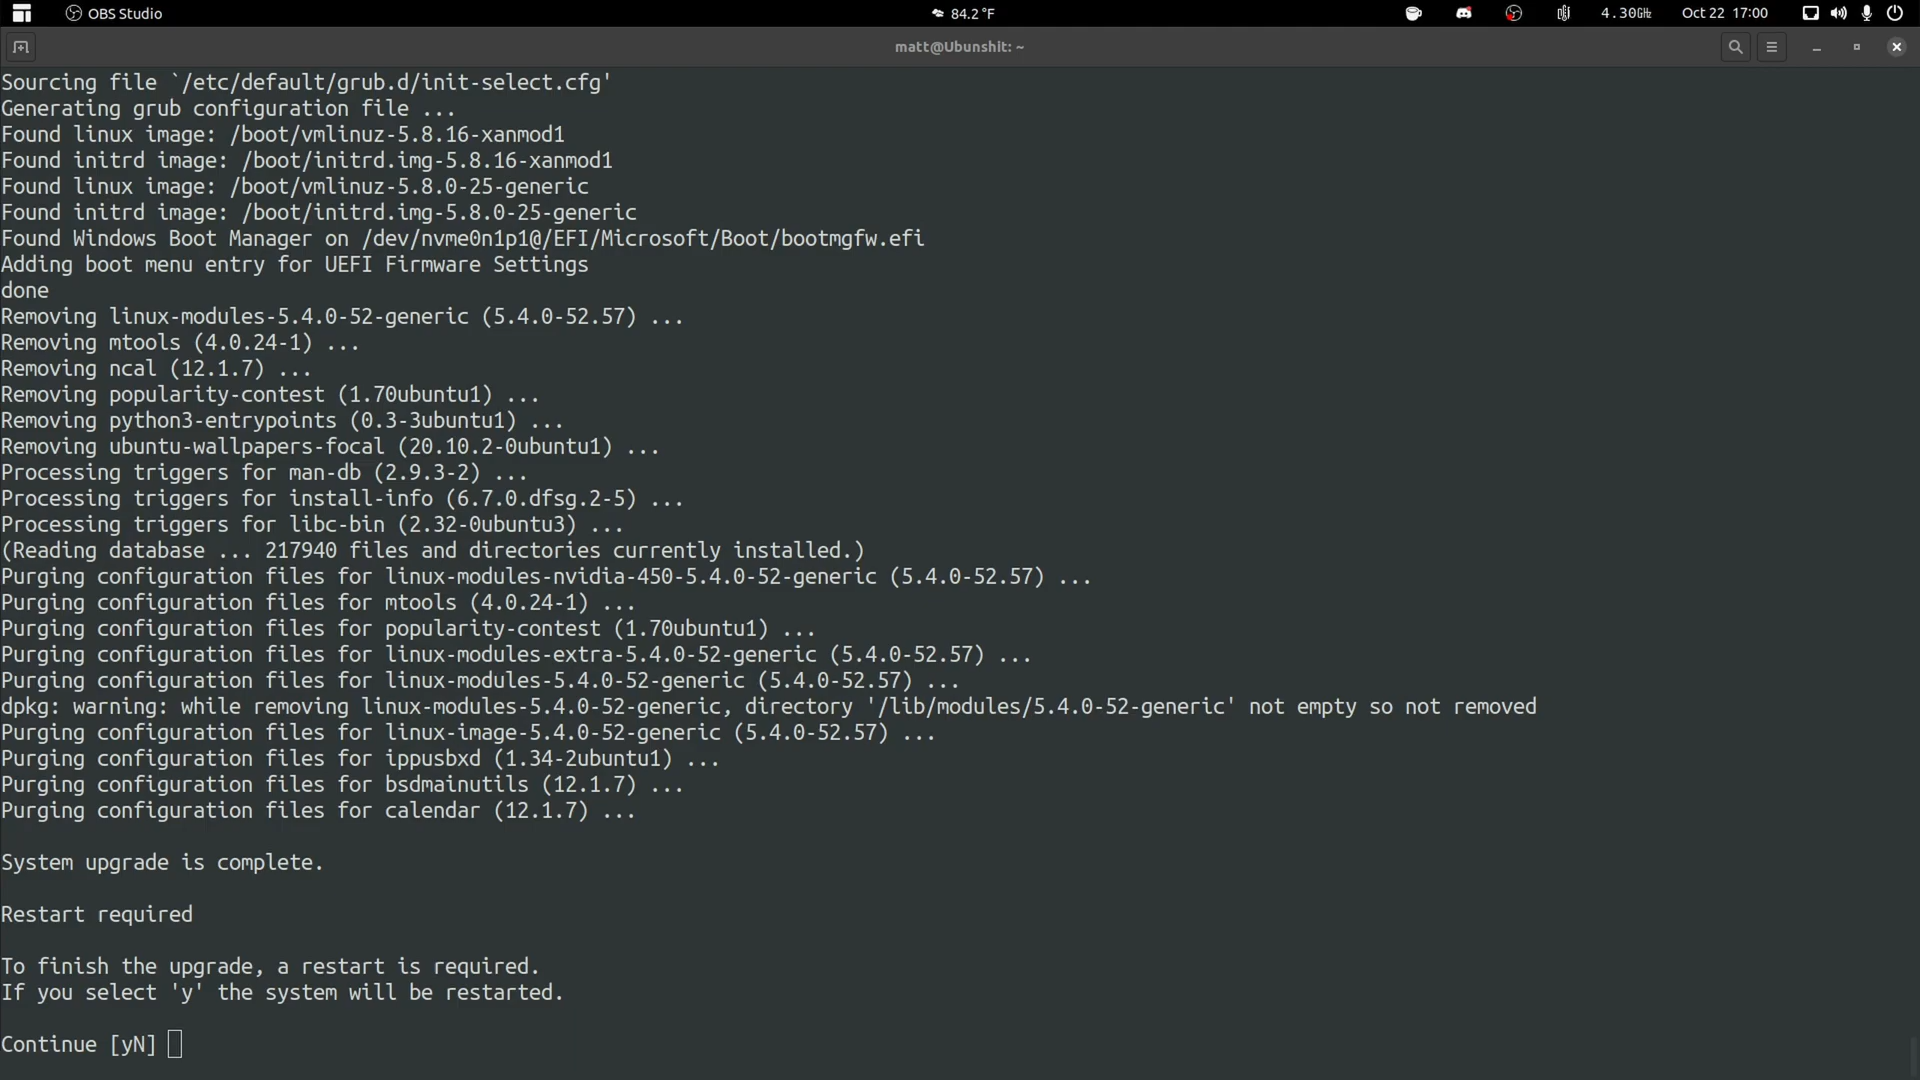 OBS Studio
84.2 °F
4.30GHz
Oct 22 17:00
matt@Ubunshit: ~
Sourcing file `/etc/default/grub.d/init-select.cfg'
Generating grub configuration file ...
Found linux image: /boot/vmlinuz-5.8.16-xanmod1
Found initrd image: /boot/initrd.img-5.8.16-xanmod1
Found linux image: /boot/vmlinuz-5.8.0-25-generic
Found initrd image: /boot/initrd.img-5.8.0-25-generic
Found Windows Boot Manager on /dev/nvme0n1p1@/EFI/Microsoft/Boot/bootmgfw.efi
Adding boot menu entry for UEFI Firmware Settings
done
Removing linux-modules-5.4.0-52-generic (5.4.0-52.57) ...
Removing mtools (4.0.24-1) ...
Removing ncal (12.1.7) ...
Removing popularity-contest (1.70ubuntu1) ...
Removing python3-entrypoints (0.3-3ubuntu1) ...
Removing ubuntu-wallpapers-focal (20.10.2-0ubuntu1) ...
Processing triggers for man-db (2.9.3-2) ...
Processing triggers for install-info (6.7.0.dfsg.2-5) ...
Processing triggers for libc-bin (2.32-0ubuntu3) ...
(Reading database ... 217940 files and directories currently installed.)
Purging configuration files for linux-modules-nvidia-450-5.4.0-52-generic (5.4.0-52.57) ...
Purging configuration files for mtools (4.0.24-1) ...
Purging configuration files for popularity-contest (1.70ubuntu1) ...
Purging configuration files for linux-modules-extra-5.4.0-52-generic (5.4.0-52.57) ...
Purging configuration files for linux-modules-5.4.0-52-generic (5.4.0-52.57) ...
dpkg: warning: while removing linux-modules-5.4.0-52-generic, directory '/lib/modules/5.4.0-52-generic' not empty so not removed
Purging configuration files for linux-image-5.4.0-52-generic (5.4.0-52.57) ...
Purging configuration files for ippusbxd (1.34-2ubuntu1) ...
Purging configuration files for bsdmainutils (12.1.7) ...
Purging configuration files for calendar (12.1.7) ...
System upgrade is complete.
Restart required
To finish the upgrade, a restart is required.
If you select 'y' the system will be restarted.
Continue [yN]